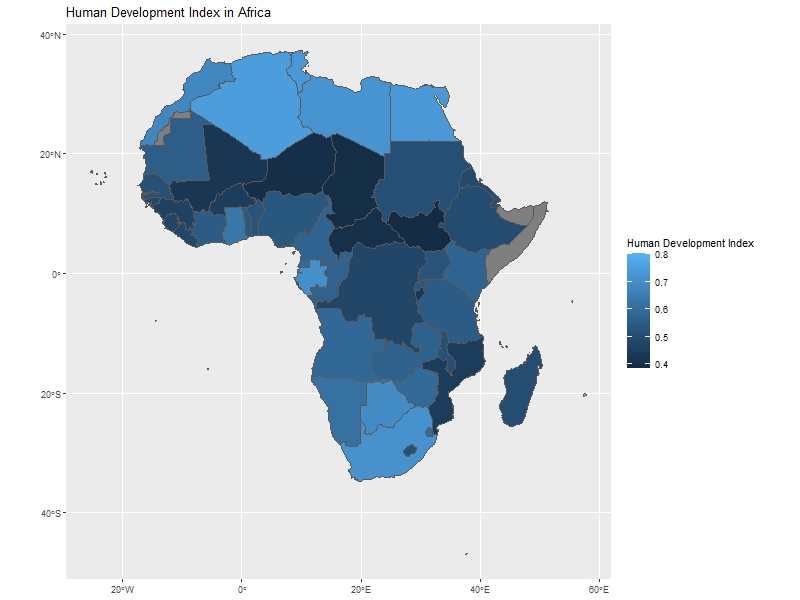 Human Development Index in Africa
40°N
20°N
0°
20°S
40°S
20°W
0°
20°E
40°E
60°E
Human Development Index
0.8
0.7
0.6
0.5
0.4